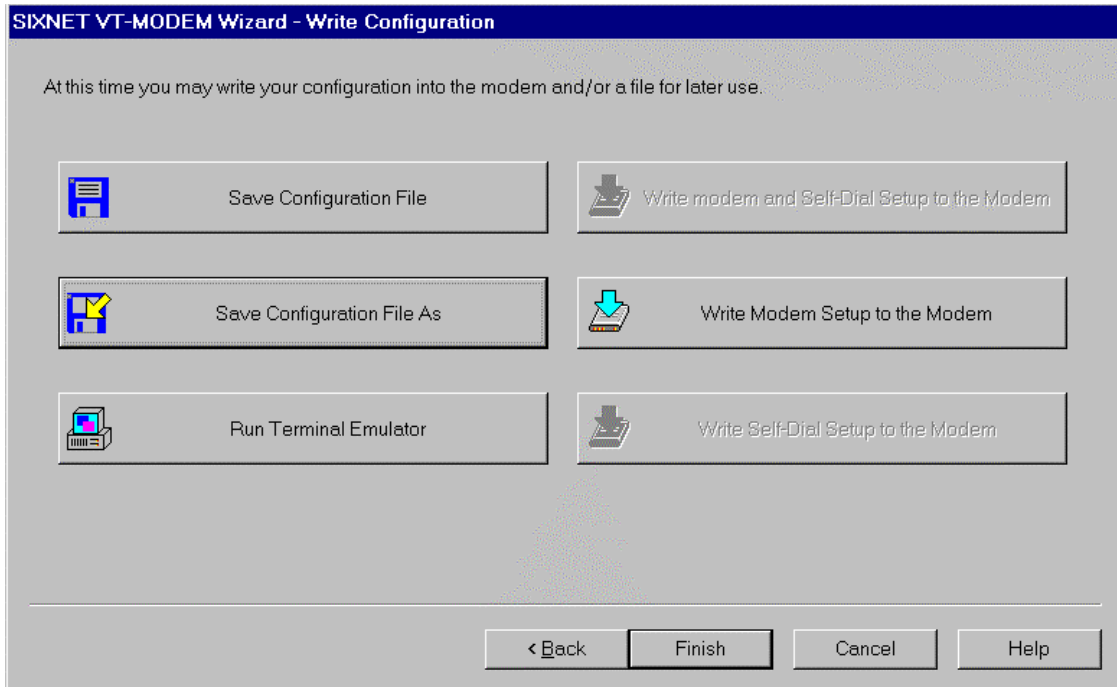 SIXNET VT-MODEM Wizard - Write Configuration
At this time you may write your configuration into the modem and/or a file for later use.
Save Configuration File
Write modem and Self-Dial Setup to the Modem
Save Configuration File As
Write Modem Setup to the Modem
Run Terminal Emulator
Write Self-Dial Setup to the Modem
< Back
Finish
Cancel
Help